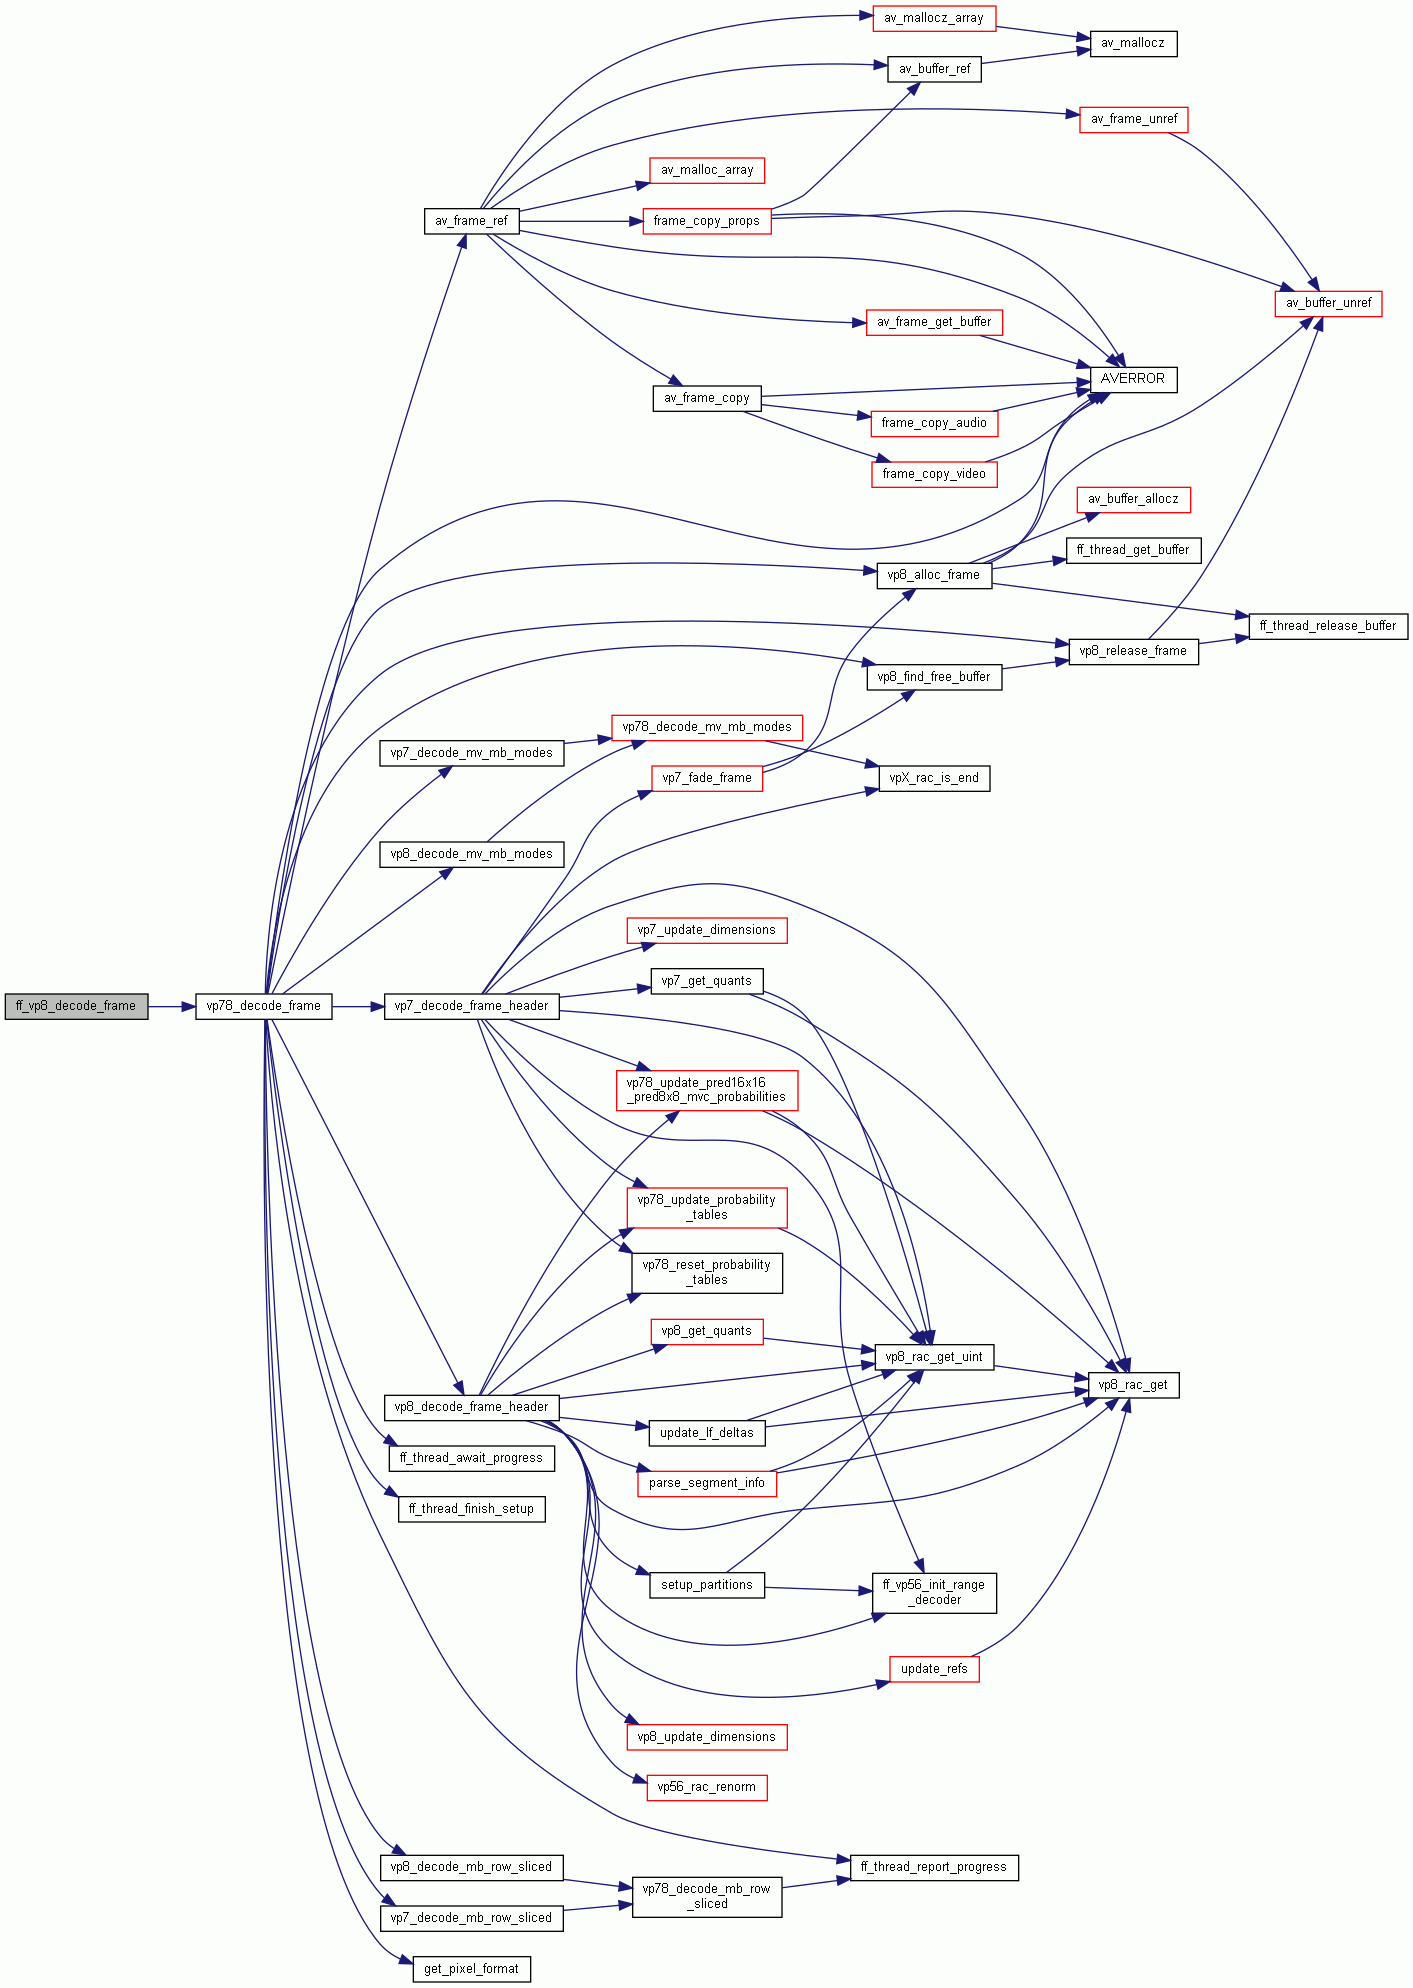 av_mallocz_array
av_mallocz
av_buffer_ref
av_frame_unref
av_malloc_array
av_frame_ref
frame_copy_props
av_buffer_unref
av_frame_get_buffer
AVERROR
av_frame_copy
frame_copy_audio
frame_copy_video
av_buffer_allocz
ff_thread_get_buffer
vp8_alloc_frame
ff_thread_release_buffer
vp8_release_frame
vp8_find_free_buffer
vp78_decode_mv_mb_modes
vp7_decode_mv_mb_modes
vp7_fade_frame
vpX_rac_is_end
vp8_decode_mv_mb_modes
vp7_update_dimensions
vp7_get_quants
ff_vp8_decode_frame
vp78_decode_frame
vp7_decode_frame_header
vp78_update_pred16x16
_pred8x8_mvc_probabilities
vp78_update_probability
_tables
vp78_reset_probability
_tables
vp8_get_quants
vp8_rac_get_uint
vp8_rac_get
vp8_decode_frame_header
update_lf_deltas
ff_thread_await_progress
parse_segment_info
ff_thread_finish_setup
setup_partitions
ff_vp56_init_range
_decoder
update_refs
vp8_update_dimensions
vp56_rac_renorm
vp8_decode_mb_row_sliced
ff_thread_report_progress
vp78_decode_mb_row
_sliced
vp7_decode_mb_row_sliced
get_pixel_format